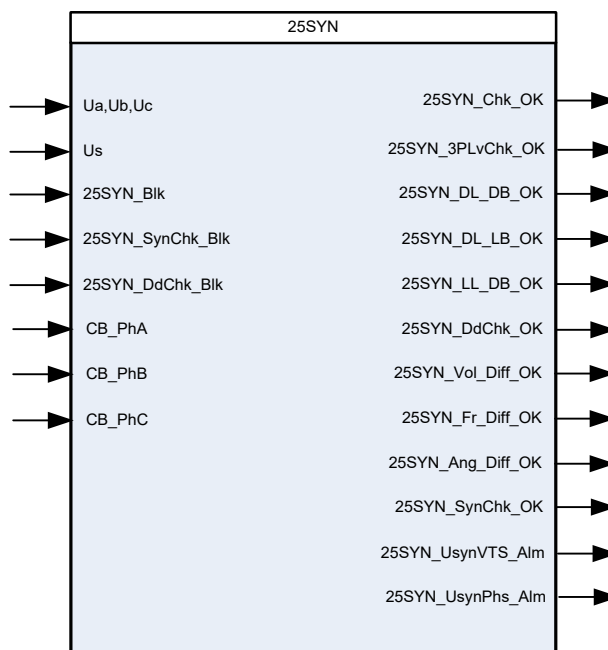 25SYN
Ua,Ub,Uc
Us
25SYN_Blk
25SYN_SynChk_Blk
25SYN_DdChk_Blk
CB_PhA
CB_PhB
CB_PhC
25SYN_Chk_OK
25SYN_3PLvChk_OK
25SYN_DL_DB_OK
25SYN_DL_LB_OK
25SYN_LL_DB_OK
25SYN_DdChk_OK
25SYN_Vol_Diff_OK
25SYN_Fr_Diff_OK
25SYN_Ang_Diff_OK
25SYN_SynChk_OK
25SYN_UsynVTS_Alm
25SYN_UsynPhs_Alm